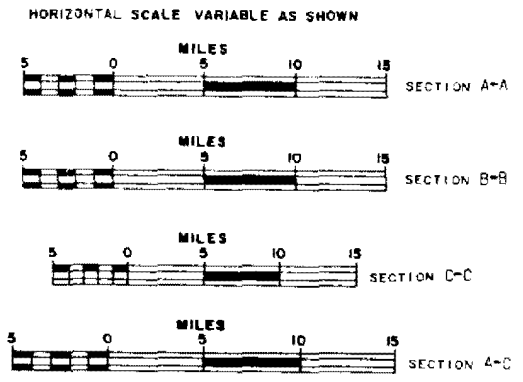 HORIZONTAL SCALE VARIABLE AS SHOWN
MILES
5 0 5 10 15
SECTION A-A
MILES
5 0 5 10 15
SECTION B-B
MILES
5 0 5 10 15
SECTION C-C
MILES
5 0 5 10 15
SECTION A-C